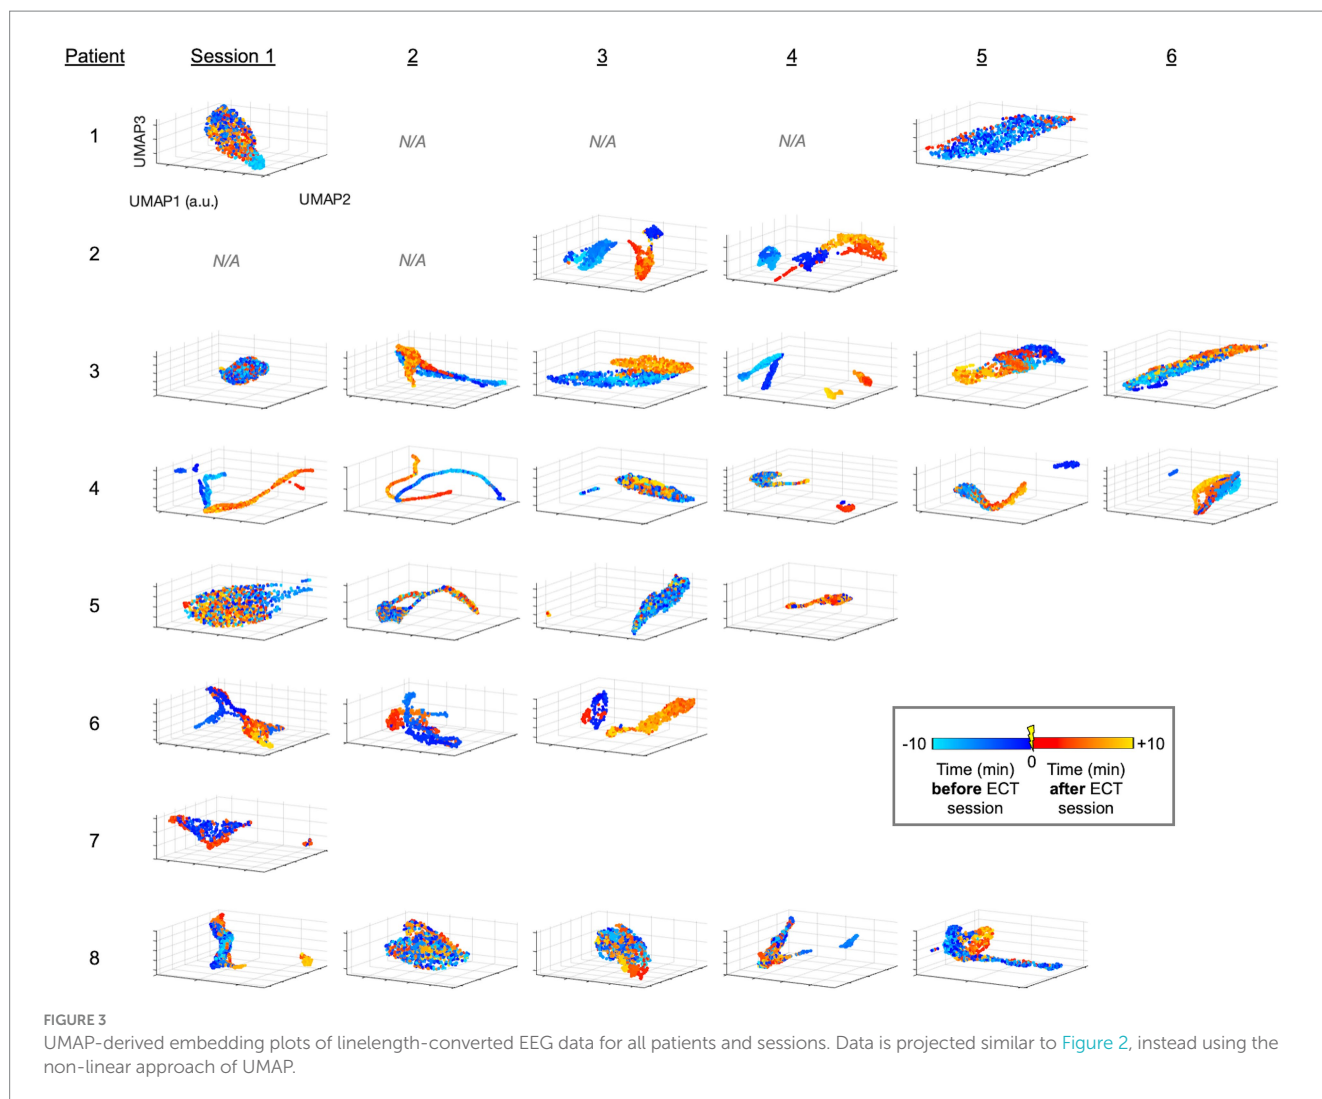 Patient Session 1 2 3 4 5 6
1
UMAP3
N/A N/A N/A
UMAP1 (a.u.) UMAP2
2
N/A N/A
3
4
5
6
-10 0 +10
Time (min) Time (min)
before ECT after ECT
session session
7
8
FIGURE 3
UMAP-derived embedding plots of linelength-converted EEG data for all patients and sessions. Data is projected similar to Figure 2, instead using the
non-linear approach of UMAP.